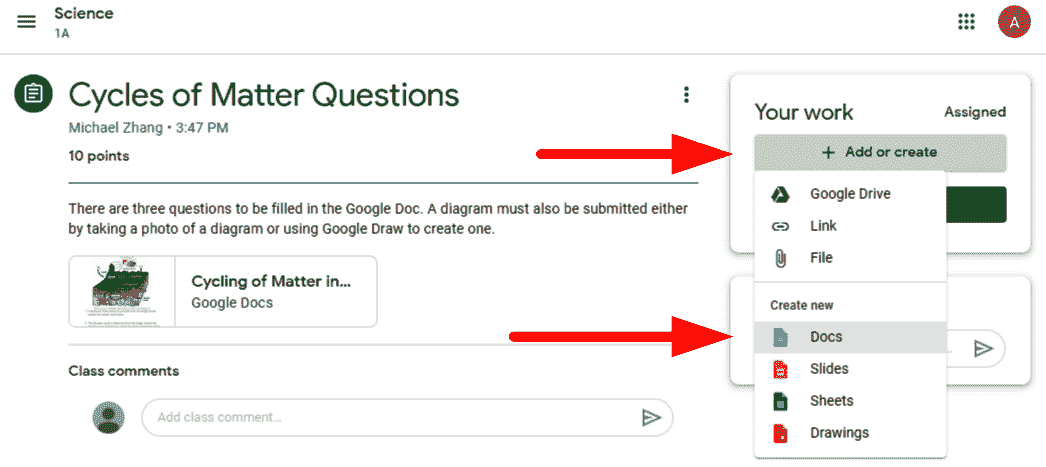 Science
1A
A
Cycles of Matter Questions
Michael Zhang • 3:47 PM
10 points
There are three questions to be filled in the Google Doc. A diagram must also be submitted either
by taking a photo of a diagram or using Google Draw to create one.
Cycling of Matter in...
Google Docs
Class comments
Add class comment...
Your work
Assigned
+ Add or create
Google Drive
Link
File
Create new
Docs
Slides
Sheets
Drawings